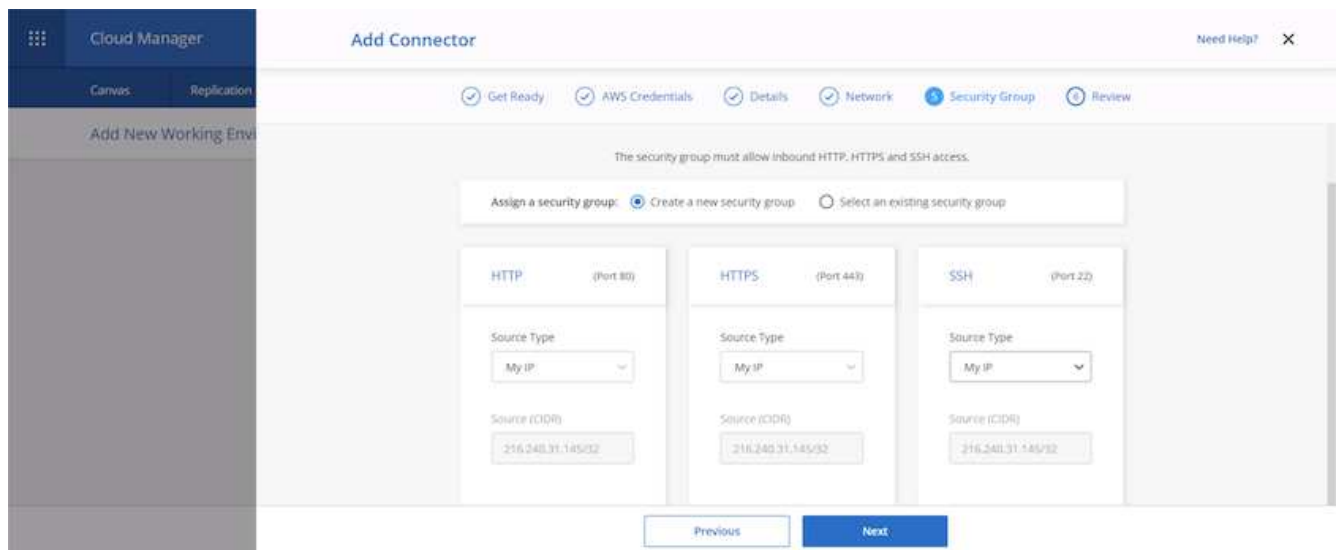 Cloud Manager
Add Connector
Need Help?
Canvas
Replication
Get Ready
AWS Credentials
Details
Network
5 Security Group
6 Review
Add New Working Envi
The security group must allow inbound HTTP, HTTPS and SSH access.
Assign a security group: Create a new security group Select an existing security group
HTTP (Port 80)
HTTPS (Port 443)
SSH (Port 22)
Source Type
Source Type
Source Type
My IP
My IP
My IP
Source (CIDR)
Source (CIDR)
Source (CIDR)
216.240.31.145/32
216.240.31.145/32
216.240.31.145/32
Previous
Next